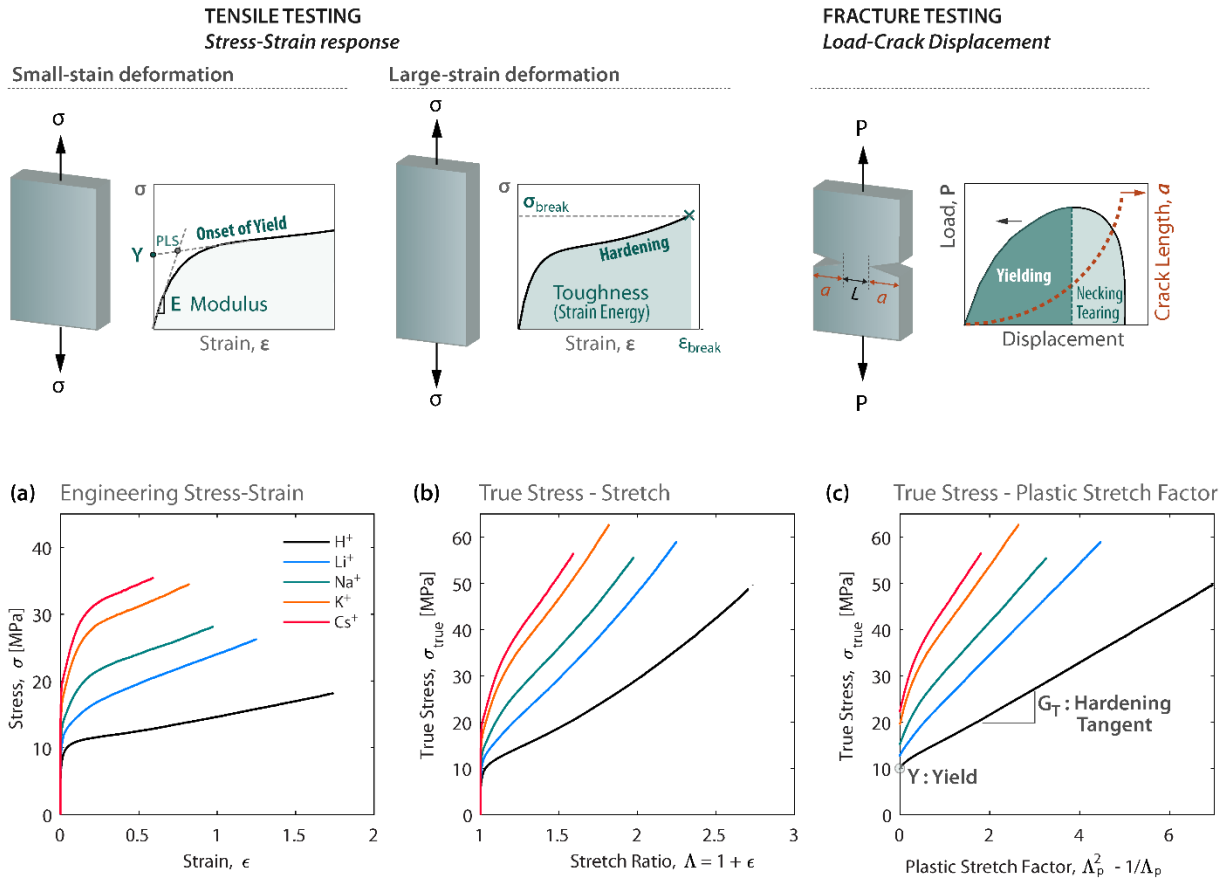 TENSILE TESTING
Stress-Strain response
FRACTURE TESTING
Load-Crack Displacement
Small-stain deformation
Large-strain deformation
σ
σ
σ
PLS
Onset of Yield
Y
E Modulus
Strain, ε
σ
σ
σ
σbreak
Hardening
Toughness
(Strain Energy)
Strain, ε
εbreak
P
P
a
L
a
Load, P
Yielding
Necking
Tearing
Crack Length, a
Displacement
(a) Engineering Stress-Strain
Stress, σ [MPa]
40
30
20
10
0
H+
Li+
Na+
K+
Cs+
0 0.5 1 1.5 2
Strain, ϵ
(b) True Stress - Stretch
True Stress, σtrue [MPa]
60
50
40
30
20
10
0
1 1.5 2 2.5 3
Stretch Ratio, Λ = 1 + ϵ
(c) True Stress - Plastic Stretch Factor
True Stress, σtrue [MPa]
60
50
40
30
20
10
0
GT : Hardening
Tangent
Y : Yield
0 2 4 6
Plastic Stretch Factor, Λp² - 1/Λp